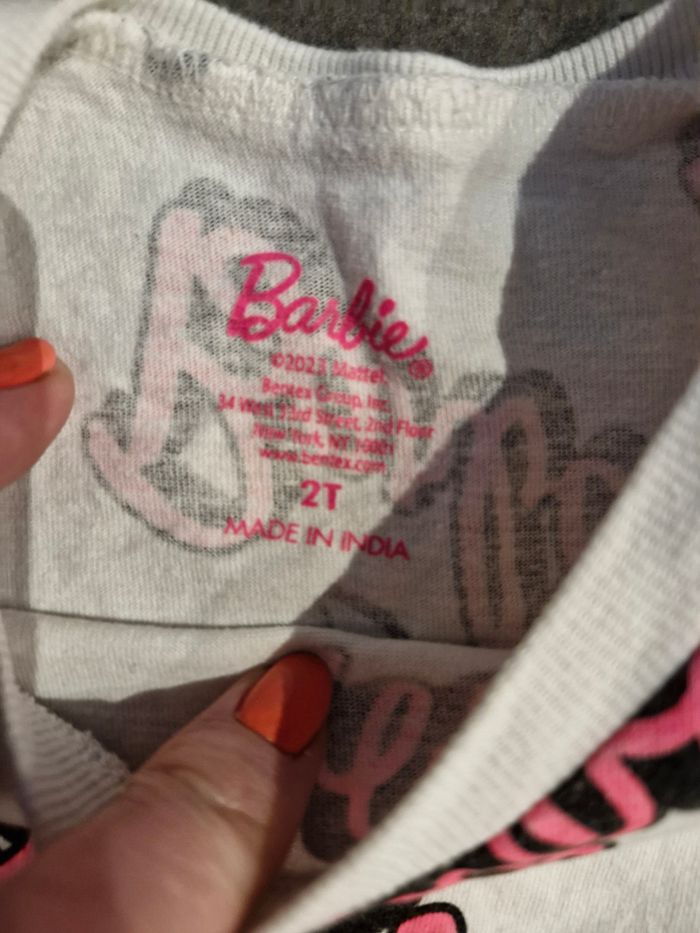 Barbie®
©2023 Mattel.
Bentex Group, Inc.
34 West 33rd Street, 2nd Floor
New York, NY 10001
www.bentex.com
2T
MADE IN INDIA